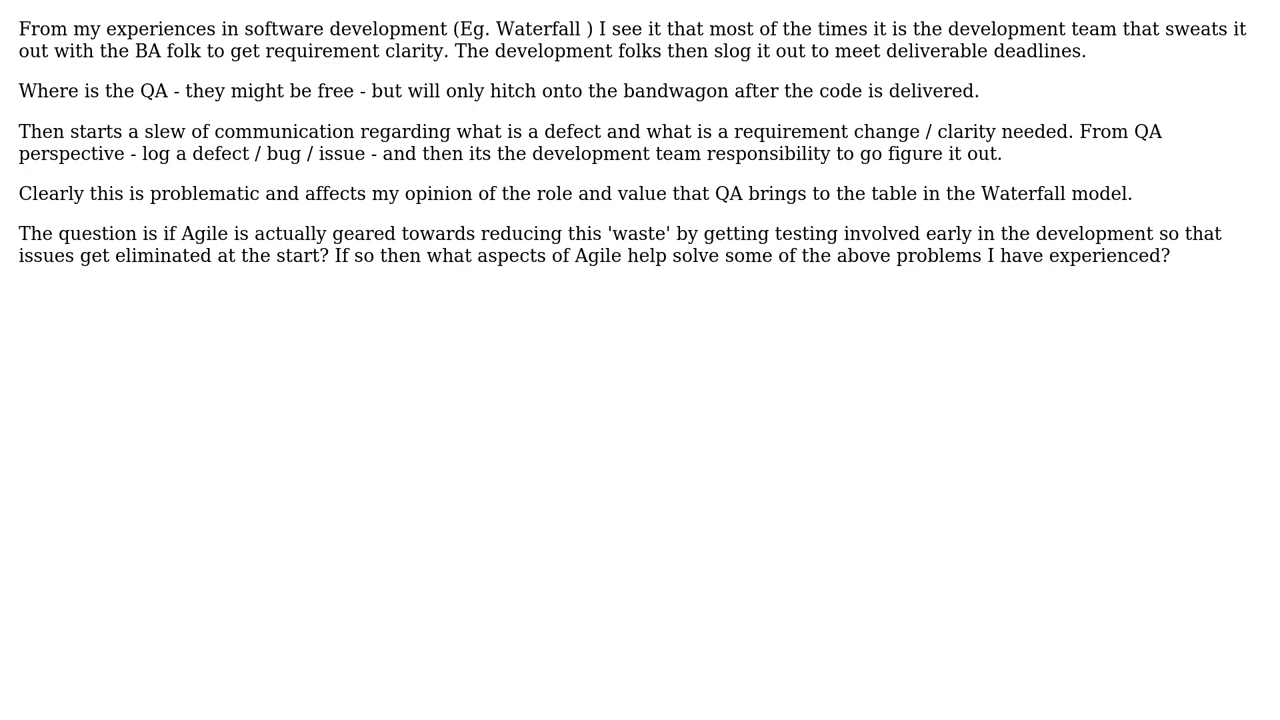 From my experiences in software development (Eg. Waterfall ) I see it that most of the times it is the development team that sweats it
out with the BA folk to get requirement clarity. The development folks then slog it out to meet deliverable deadlines.
Where is the QA - they might be free - but will only hitch onto the bandwagon after the code is delivered.
Then starts a slew of communication regarding what is a defect and what is a requirement change / clarity needed. From QA
perspective - log a defect / bug / issue - and then its the development team responsibility to go figure it out.
Clearly this is problematic and affects my opinion of the role and value that QA brings to the table in the Waterfall model.
The question is if Agile is actually geared towards reducing this 'waste' by getting testing involved early in the development so that
issues get eliminated at the start? If so then what aspects of Agile help solve some of the above problems I have experienced?